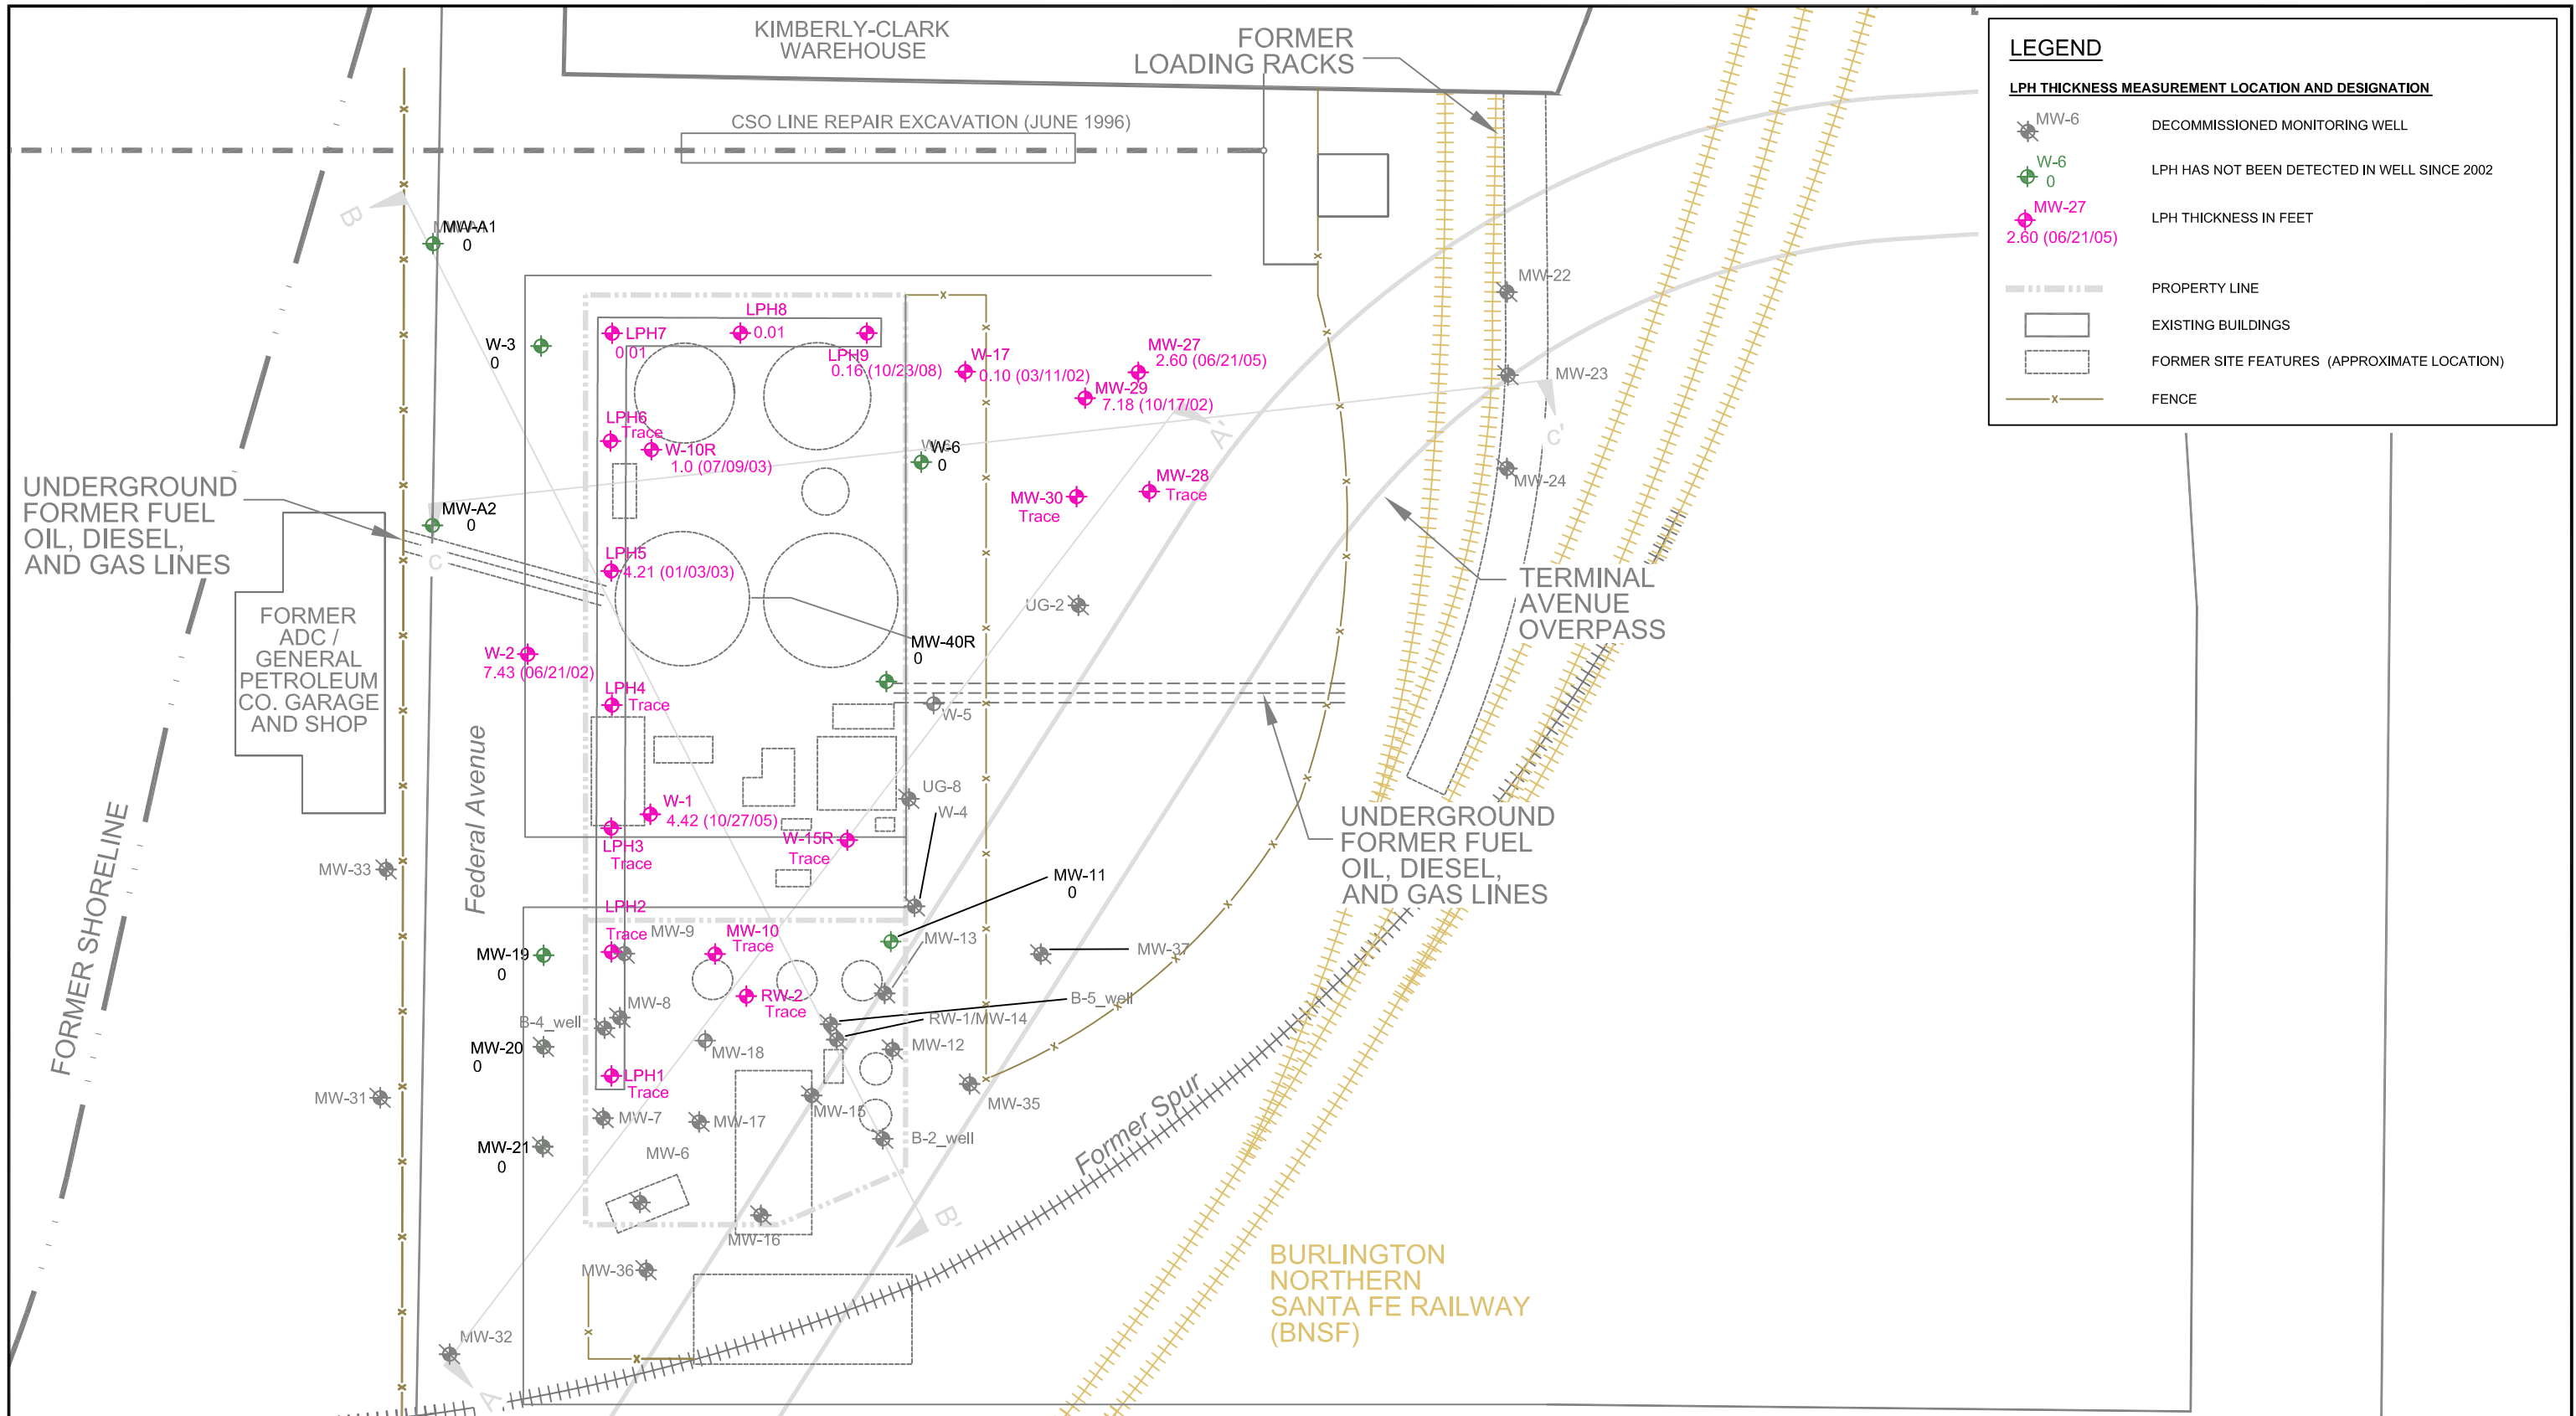 KIMBERLY-CLARK
WAREHOUSE
FORMER
LOADING RACKS
CSO LINE REPAIR EXCAVATION (JUNE 1996)
LEGEND
LPH THICKNESS MEASUREMENT LOCATION AND DESIGNATION
MW-6
DECOMMISSIONED MONITORING WELL
W-6
0
LPH HAS NOT BEEN DETECTED IN WELL SINCE 2002
MW-27
2.60 (06/21/05)
LPH THICKNESS IN FEET
PROPERTY LINE
EXISTING BUILDINGS
FORMER SITE FEATURES (APPROXIMATE LOCATION)
FENCE
B
MW-A1
0
MW-22
LPH8
LPH7
0.01
0.01
W-3
0
LPH9
0.16 (10/23/08)
W-17
0.10 (03/11/02)
MW-27
2.60 (06/21/05)
MW-29
7.18 (10/17/02)
MW-23
LPH6
Trace
W-10R
1.0 (07/09/03)
W-6
0
A'
C'
MW-28
Trace
MW-30
Trace
MW-24
UNDERGROUND
FORMER FUEL
OIL, DIESEL,
AND GAS LINES
MW-A2
0
C
LPH5
4.21 (01/03/03)
UG-2
TERMINAL
AVENUE
OVERPASS
FORMER
ADC /
GENERAL
PETROLEUM
CO. GARAGE
AND SHOP
MW-40R
0
W-2
7.43 (06/21/02)
LPH4
Trace
W-5
Federal Avenue
UG-8
W-4
W-1
4.42 (10/27/05)
LPH3
Trace
W-15R
Trace
UNDERGROUND
FORMER FUEL
OIL, DIESEL,
AND GAS LINES
FORMER SHORELINE
MW-33
MW-11
0
LPH2
Trace
MW-9
MW-10
Trace
MW-13
MW-37
MW-19
0
RW-2
Trace
B-5_well
MW-8
B-4_well
RW-1/MW-14
MW-18
MW-12
MW-20
0
LPH1
Trace
MW-31
MW-7
MW-17
MW-15
MW-35
B-2_well
MW-21
0
MW-6
Former Spur
B'
MW-16
MW-36
BURLINGTON
NORTHERN
SANTA FE RAILWAY
(BNSF)
MW-32
A